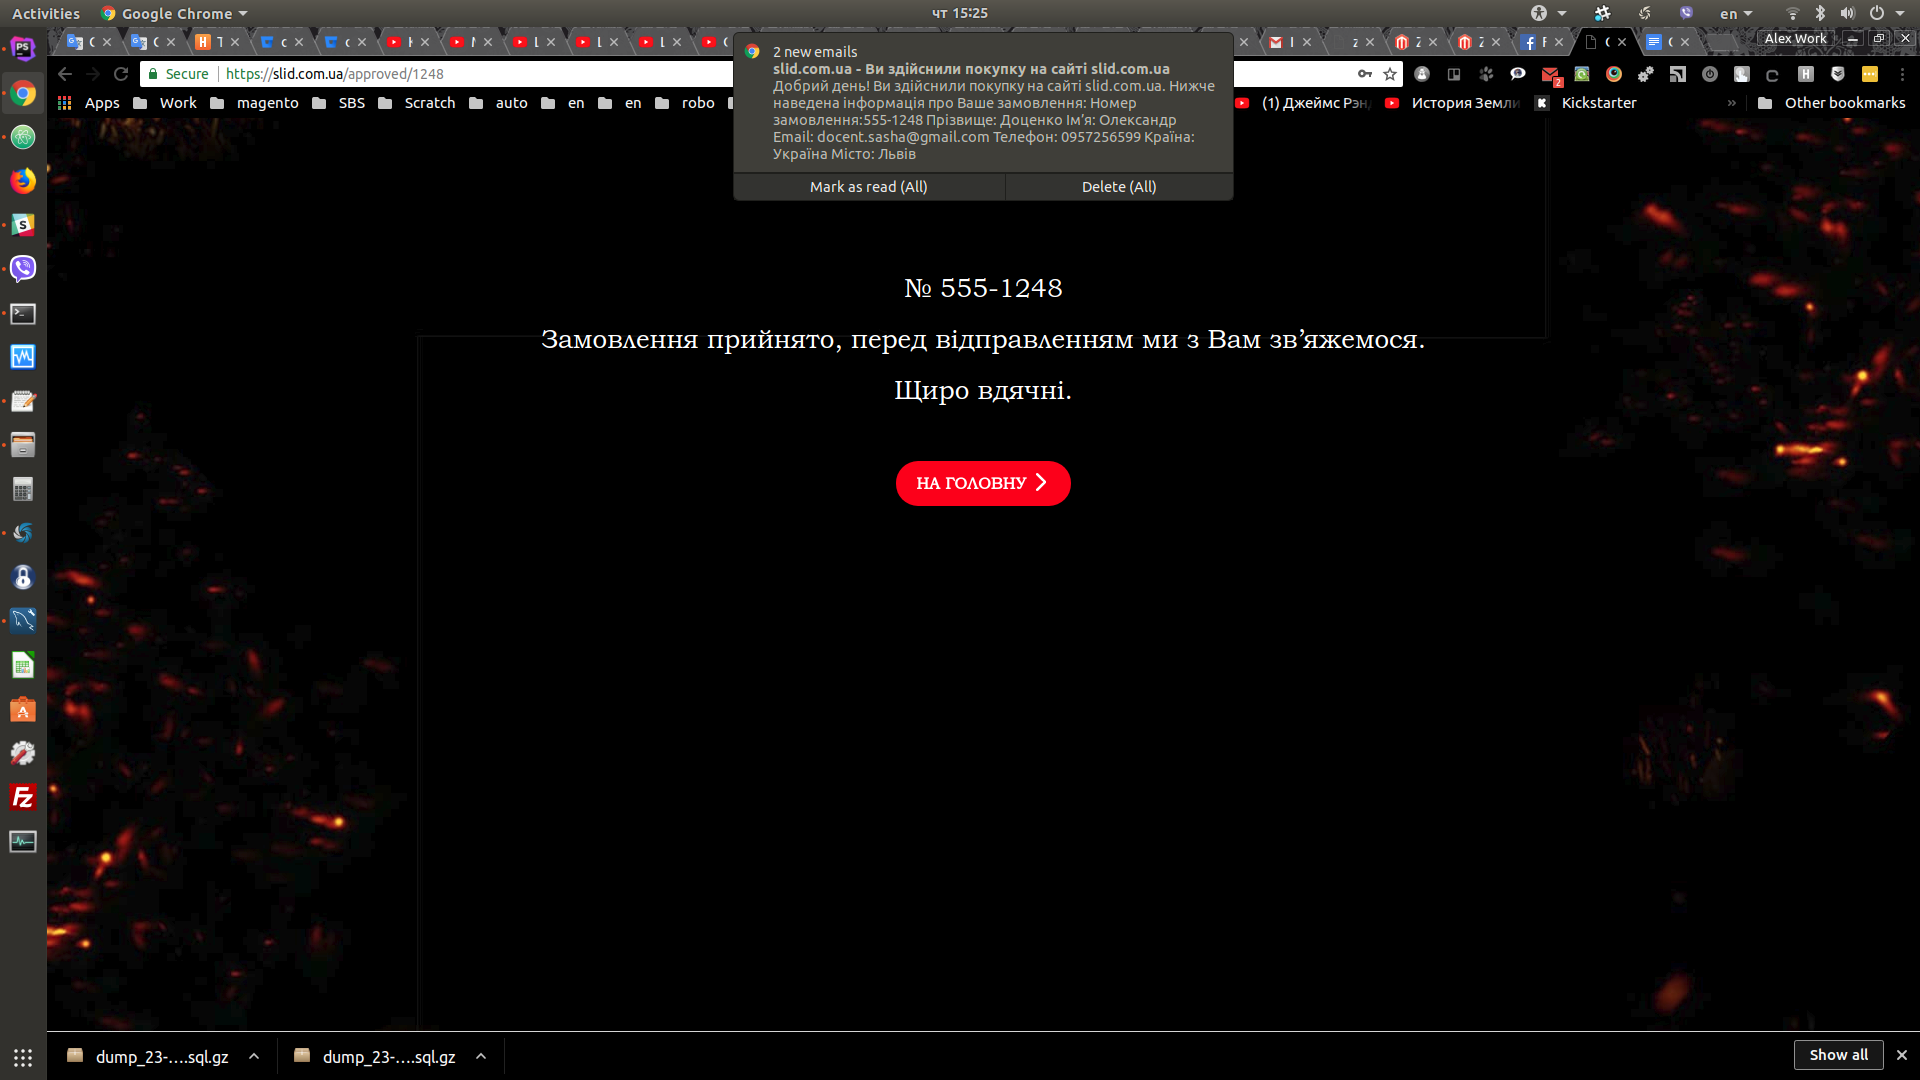 Activities
Google Chrome
чт 15:25
en
2 new emails
slid.com.ua - Ви здійснили покупку на сайті slid.com.ua
Добрий день! Ви здійснили покупку на сайті slid.com.ua. Нижче
наведена інформація про Ваше замовлення: Номер
замовлення:555-1248 Прізвище: Доценко Ім’я: Олександр
Email: docent.sasha@gmail.com Телефон: 0957256599 Країна:
Україна Місто: Львів
Mark as read (All)
Delete (All)
Alex Work
Secure
https://slid.com.ua/approved/1248
Apps
Work
magento
SBS
Scratch
auto
en
en
robo
(1) Джеймс Рэнд
История Земли
Kickstarter
»
Other bookmarks
№ 555-1248
Замовлення прийнято, перед відправленням ми з Вам зв’яжемося.
Щиро вдячні.
НА ГОЛОВНУ
dump_23-....sql.gz
dump_23-....sql.gz
Show all